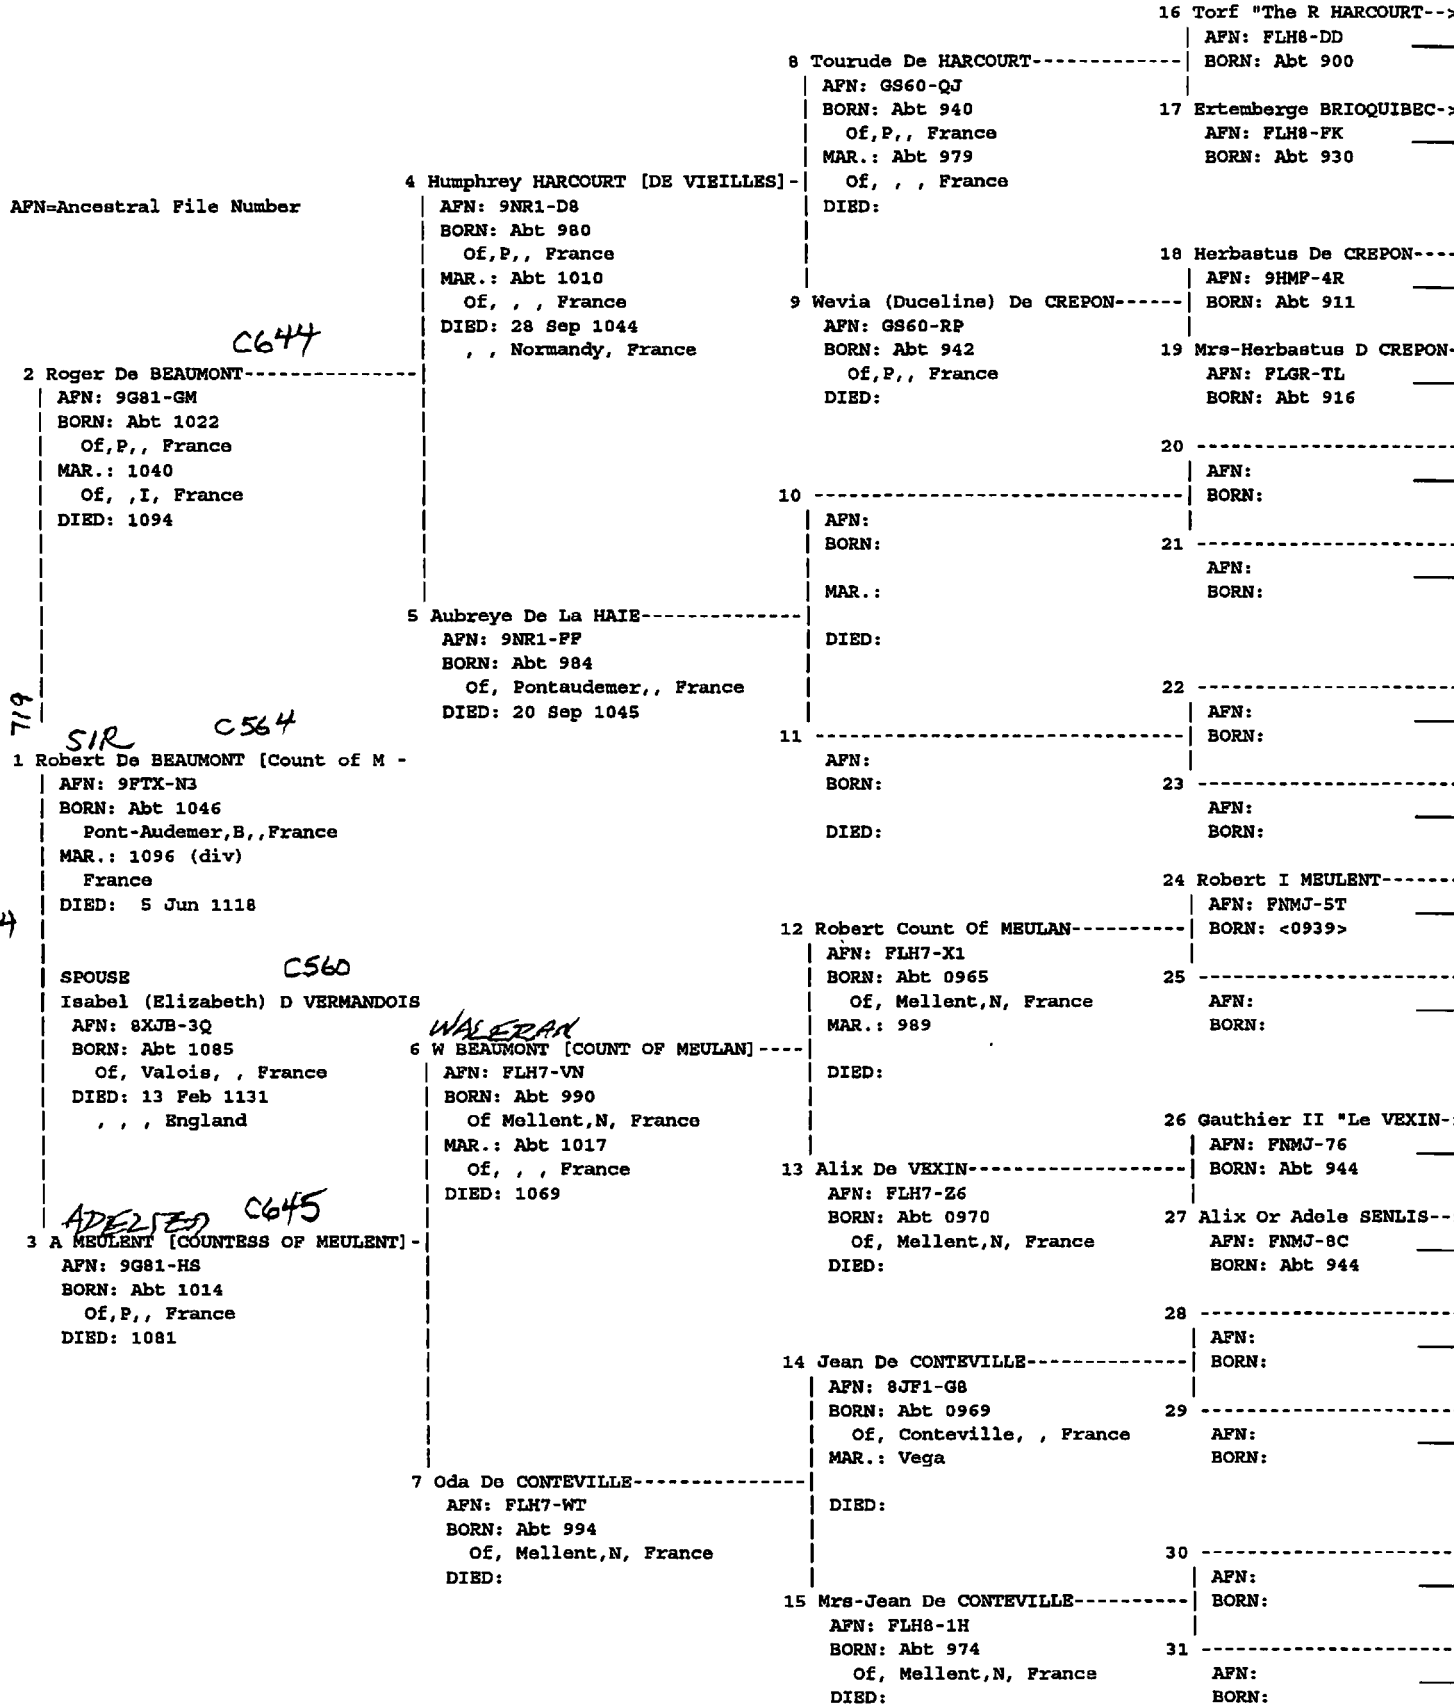 AFN=Ancestral File Number
C644
2 Roger De BEAUMONT---------------
AFN: 9G81-GM
BORN: Abt 1022
Of,P,, France
MAR.: 1040
Of, ,I, France
DIED: 1094
719
SIR C564
1 Robert De BEAUMONT [Count of M -
AFN: 9FTX-N3
BORN: Abt 1046
Pont-Audemer,B,,France
MAR.: 1096 (div)
France
DIED: 5 Jun 1118
4
C560
SPOUSE
Isabel (Elizabeth) D VERMANDOIS
AFN: 8XJB-3Q
BORN: Abt 1085
Of, Valois, , France
DIED: 13 Feb 1131
, , , England
C645
3 A MEULENT [COUNTESS OF MEULENT]-
AFN: 9G81-HS
BORN: Abt 1014
Of,P,, France
DIED: 1081
4 Humphrey HARCOURT [DE VIEILLES]-
AFN: 9NR1-D8
BORN: Abt 980
Of,P,, France
MAR.: Abt 1010
Of, , , France
DIED: 28 Sep 1044
, , Normandy, France
5 Aubreye De La HAIE--------------
AFN: 9NR1-FF
BORN: Abt 984
Of, Pontaudemer,, France
DIED: 20 Sep 1045
WALERAN
6 W BEAUMONT [COUNT OF MEULAN]----
AFN: FLH7-VN
BORN: Abt 990
Of Mellent,N, France
MAR.: Abt 1017
Of, , , France
DIED: 1069
7 Oda De CONTEVILLE---------------
AFN: FLH7-WT
BORN: Abt 994
Of, Mellent,N, France
DIED:
8 Tourude De HARCOURT-------------
AFN: GS60-QJ
BORN: Abt 940
Of,P,, France
MAR.: Abt 979
Of, , , France
DIED:
9 Wevia (Duceline) De CREPON------
AFN: GS60-RP
BORN: Abt 942
Of,P,, France
DIED:
10 ---------------------------------
AFN:
BORN:
MAR.:
DIED:
11 ---------------------------------
AFN:
BORN:
DIED:
12 Robert Count Of MEULAN----------
AFN: FLH7-X1
BORN: Abt 0965
Of, Mellent,N, France
MAR.: 989
DIED:
13 Alix De VEXIN-------------------
AFN: FLH7-Z6
BORN: Abt 0970
Of, Mellent,N, France
DIED:
14 Jean De CONTEVILLE--------------
AFN: 8JF1-G8
BORN: Abt 0969
Of, Conteville, , France
MAR.: Vega
DIED:
15 Mrs-Jean De CONTEVILLE----------
AFN: FLH8-1H
BORN: Abt 974
Of, Mellent,N, France
DIED:
16 Torf "The R HARCOURT-->
AFN: FLH8-DD
BORN: Abt 900
17 Ertemberge BRIOQUIBEC->
AFN: FLH8-FK
BORN: Abt 930
18 Herbastus De CREPON----
AFN: 9HMF-4R
BORN: Abt 911
19 Mrs-Herbastus D CREPON-
AFN: FLGR-TL
BORN: Abt 916
20 -----------------------
AFN:
BORN:
21 -----------------------
AFN:
BORN:
22 -----------------------
AFN:
BORN:
23 -----------------------
AFN:
BORN:
24 Robert I MEULENT-------
AFN: FNMJ-5T
BORN: <0939>
25 -----------------------
AFN:
BORN:
26 Gauthier II "Le VEXIN-
AFN: FNMJ-76
BORN: Abt 944
27 Alix Or Adele SENLIS--
AFN: FNMJ-8C
BORN: Abt 944
28 -----------------------
AFN:
BORN:
29 -----------------------
AFN:
BORN:
30 -----------------------
AFN:
BORN:
31 -----------------------
AFN:
BORN: